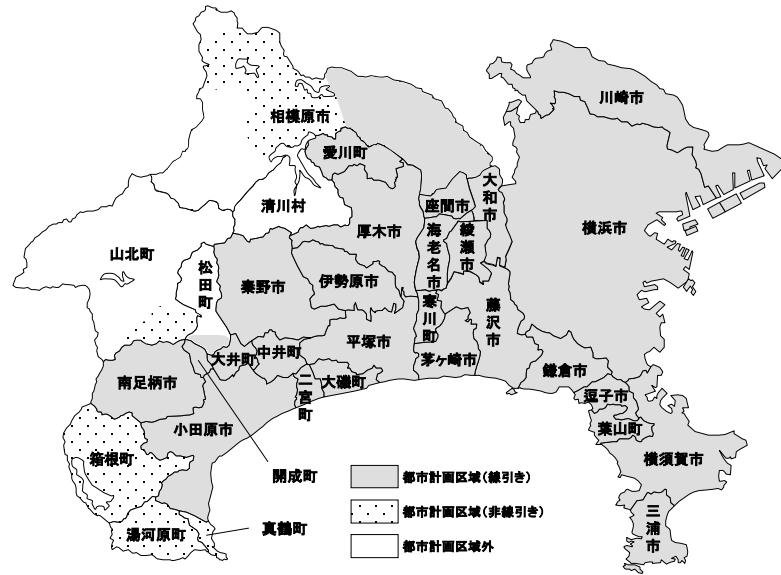 川崎市
相模原市
愛川町
大和市
座間市
清川村
横浜市
厚木市
海老名市
綾瀬市
山北町
松田町
秦野市
伊勢原市
寒川町
藤沢市
平塚市
大井町
中井町
茅ヶ崎市
鎌倉市
南足柄市
二宮町
大磯町
逗子市
小田原市
葉山町
箱根町
横須賀市
開成町
都市計画区域(線引き)
都市計画区域(非線引き)
三浦市
湯河原町
真鶴町
都市計画区域外